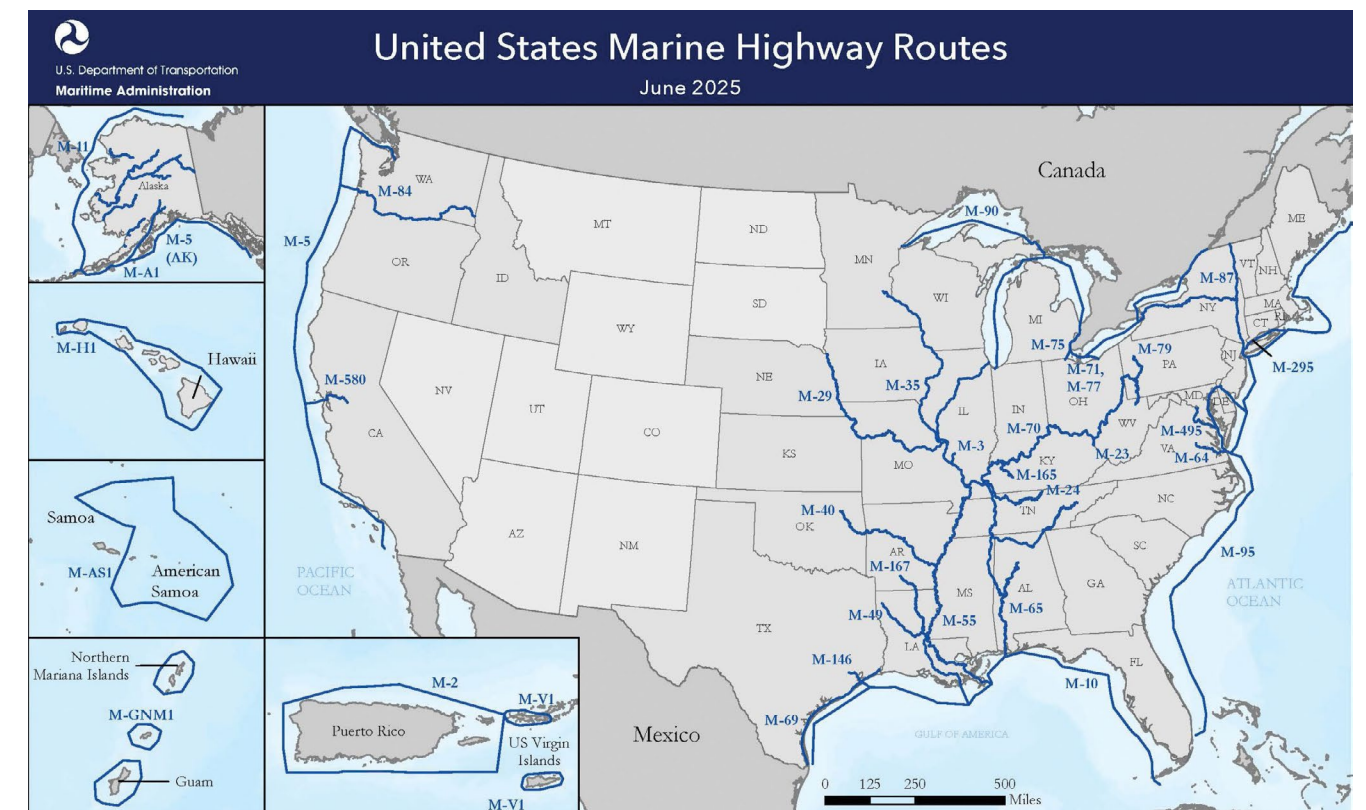 United States Marine Highway Routes
June 2025
U.S. Department of Transportation
Maritime Administration
M-11
Alaska
M-5
(AK)
M-A1
M-H1
Hawaii
Samoa
M-AS1
American
Samoa
Northern
Mariana Islands
M-GNM1
Guam
M-2
M-V1
Puerto Rico
US Virgin
Islands
M-V1
Canada
M-90
WA
M-84
MT
ND
ME
M-5
MN
VT
NH
M-87
OR
ID
SD
WI
MI
NY
MA
CT
RI
WY
M-75
M-79
PA
NJ
M-295
IA
M-71,
M-77
OH
NE
M-35
M-29
M-580
NV
UT
IL
IN
MD
DE
WV
M-70
M-495
CA
CO
VA
M-64
KS
MO
M-3
M-23
KY
M-165
M-24
NC
TN
M-40
OK
AZ
NM
SC
M-95
AR
M-167
PACIFIC
OCEAN
ATLANTIC
OCEAN
MS
AL
GA
M-49
M-55
M-65
TX
LA
M-146
FL
M-10
M-69
Mexico
GULF OF AMERICA
0 125 250 500
Miles